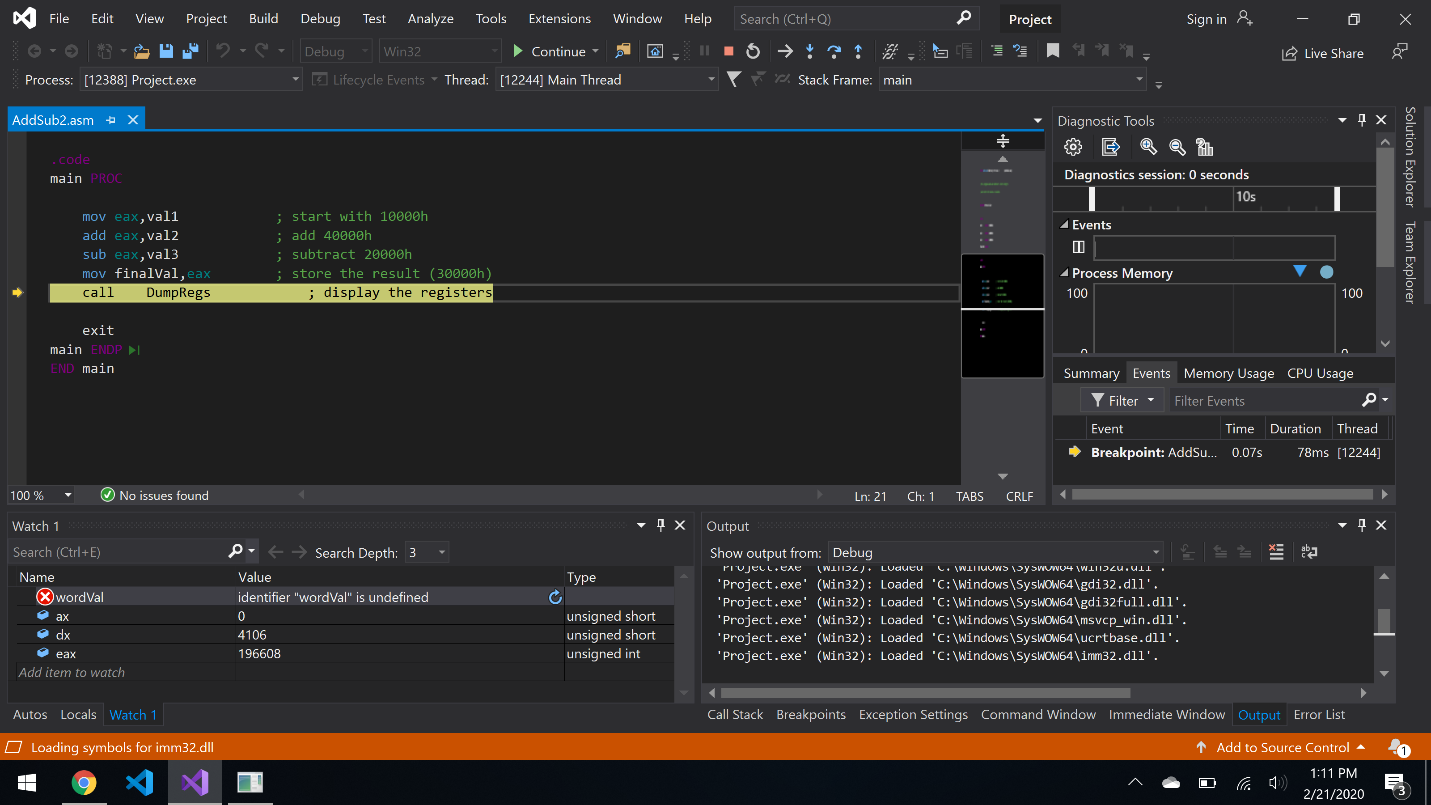 File Edit View Project Build Debug Test Analyze Tools Extensions Window Help Search (Ctrl+Q) Project Sign in
Debug Win32 Continue Live Share
Process: [12388] Project.exe Lifecycle Events Thread: [12244] Main Thread Stack Frame: main
AddSub2.asm
.code
main PROC
mov eax,val1 ; start with 10000h
add eax,val2 ; add 40000h
sub eax,val3 ; subtract 20000h
mov finalVal,eax ; store the result (30000h)
call DumpRegs ; display the registers
exit
main ENDP
END main
100 % No issues found Ln: 21 Ch: 1 TABS CRLF
Diagnostic Tools
Diagnostics session: 0 seconds
10s
Events
Process Memory
100 100
0 0
Summary Events Memory Usage CPU Usage
Filter Filter Events
Event Time Duration Thread
Breakpoint: AddSu... 0.07s 78ms [12244]
Solution Explorer
Team Explorer
Watch 1
Search (Ctrl+E) Search Depth: 3
Name Value Type
wordVal identifier "wordVal" is undefined
ax 0 unsigned short
dx 4106 unsigned short
eax 196608 unsigned int
Add item to watch
Autos Locals Watch 1
Output
Show output from: Debug
'Project.exe' (Win32): Loaded 'C:\Windows\SysWOW64\win32u.dll'.
'Project.exe' (Win32): Loaded 'C:\Windows\SysWOW64\gdi32.dll'.
'Project.exe' (Win32): Loaded 'C:\Windows\SysWOW64\gdi32full.dll'.
'Project.exe' (Win32): Loaded 'C:\Windows\SysWOW64\msvcp_win.dll'.
'Project.exe' (Win32): Loaded 'C:\Windows\SysWOW64\ucrtbase.dll'.
'Project.exe' (Win32): Loaded 'C:\Windows\SysWOW64\imm32.dll'.
Call Stack Breakpoints Exception Settings Command Window Immediate Window Output Error List
Loading symbols for imm32.dll Add to Source Control 1
1:11 PM
2/21/2020
3